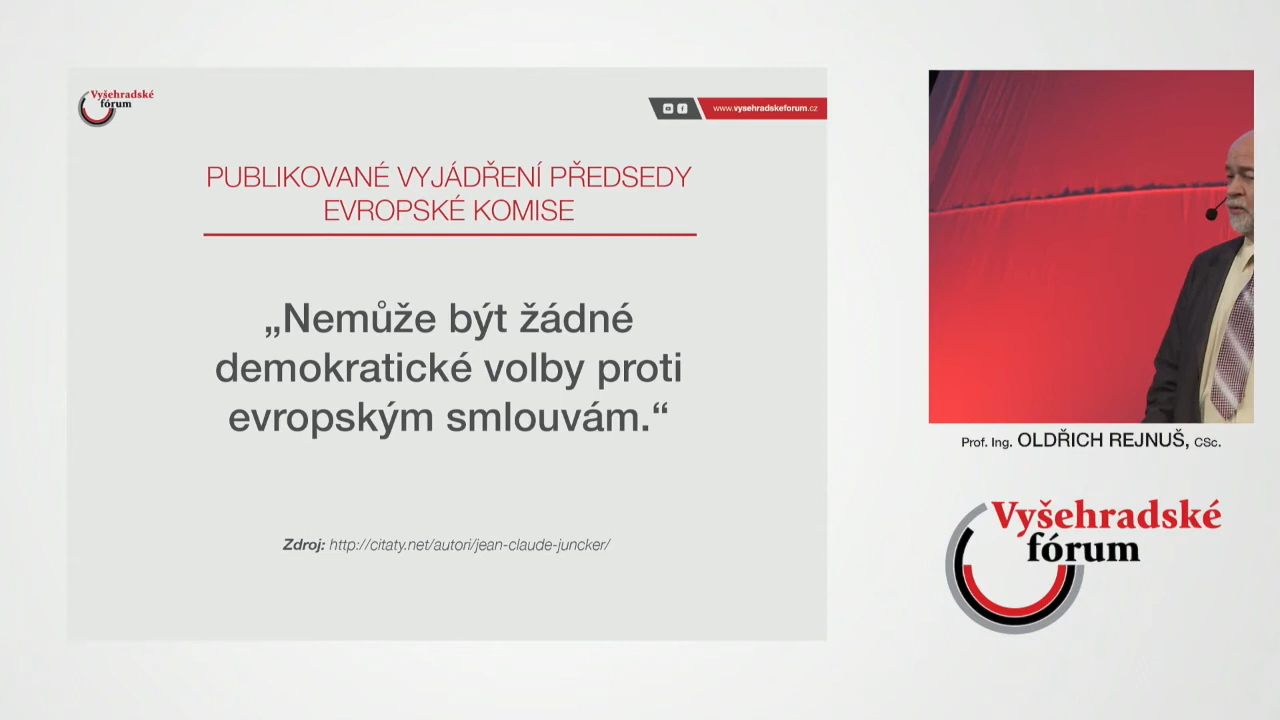 Vyšehradské
fórum
www.vysehradskeforum.cz
PUBLIKOVANÉ VYJÁDŘENÍ PŘEDSEDY
EVROPSKÉ KOMISE
„Nemůže být žádné
demokratické volby proti
evropským smlouvám.“
Zdroj: http://citaty.net/autori/jean-claude-juncker/
Prof. Ing. OLDŘICH REJNUŠ, CSc.
Vyšehradské
fórum